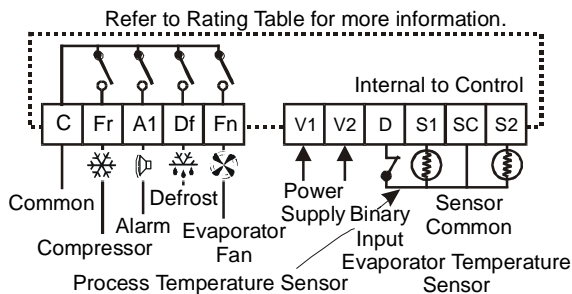 Refer to Rating Table for more information.
Internal to Control
C Fr A1 Df Fn V1 V2 D S1 SC S2
Common
Compressor
Alarm
Defrost
Evaporator
Fan
Power
Supply
Binary
Input
Sensor
Common
Process Temperature Sensor
Evaporator Temperature
Sensor